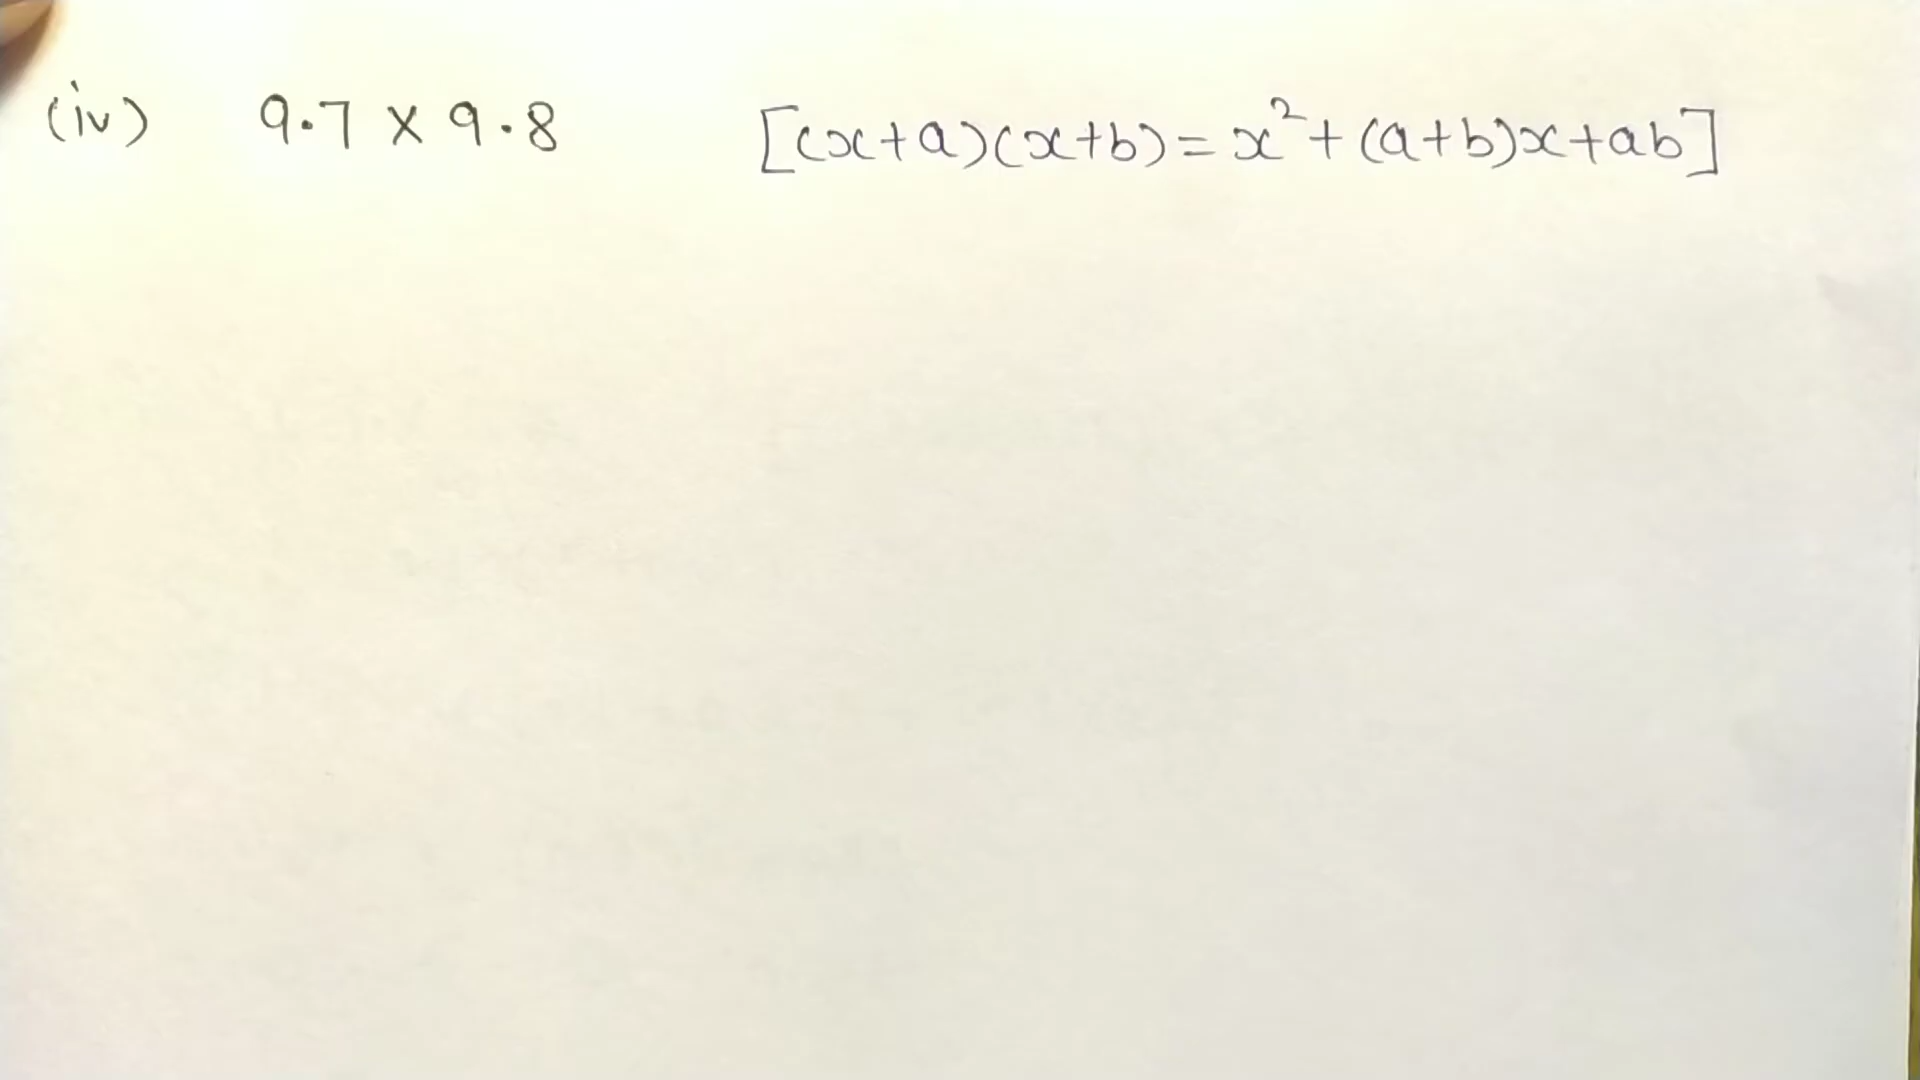 (iv) 9.7 × 9.8 [(x+a)(x+b) = x² + (a+b)x + ab]